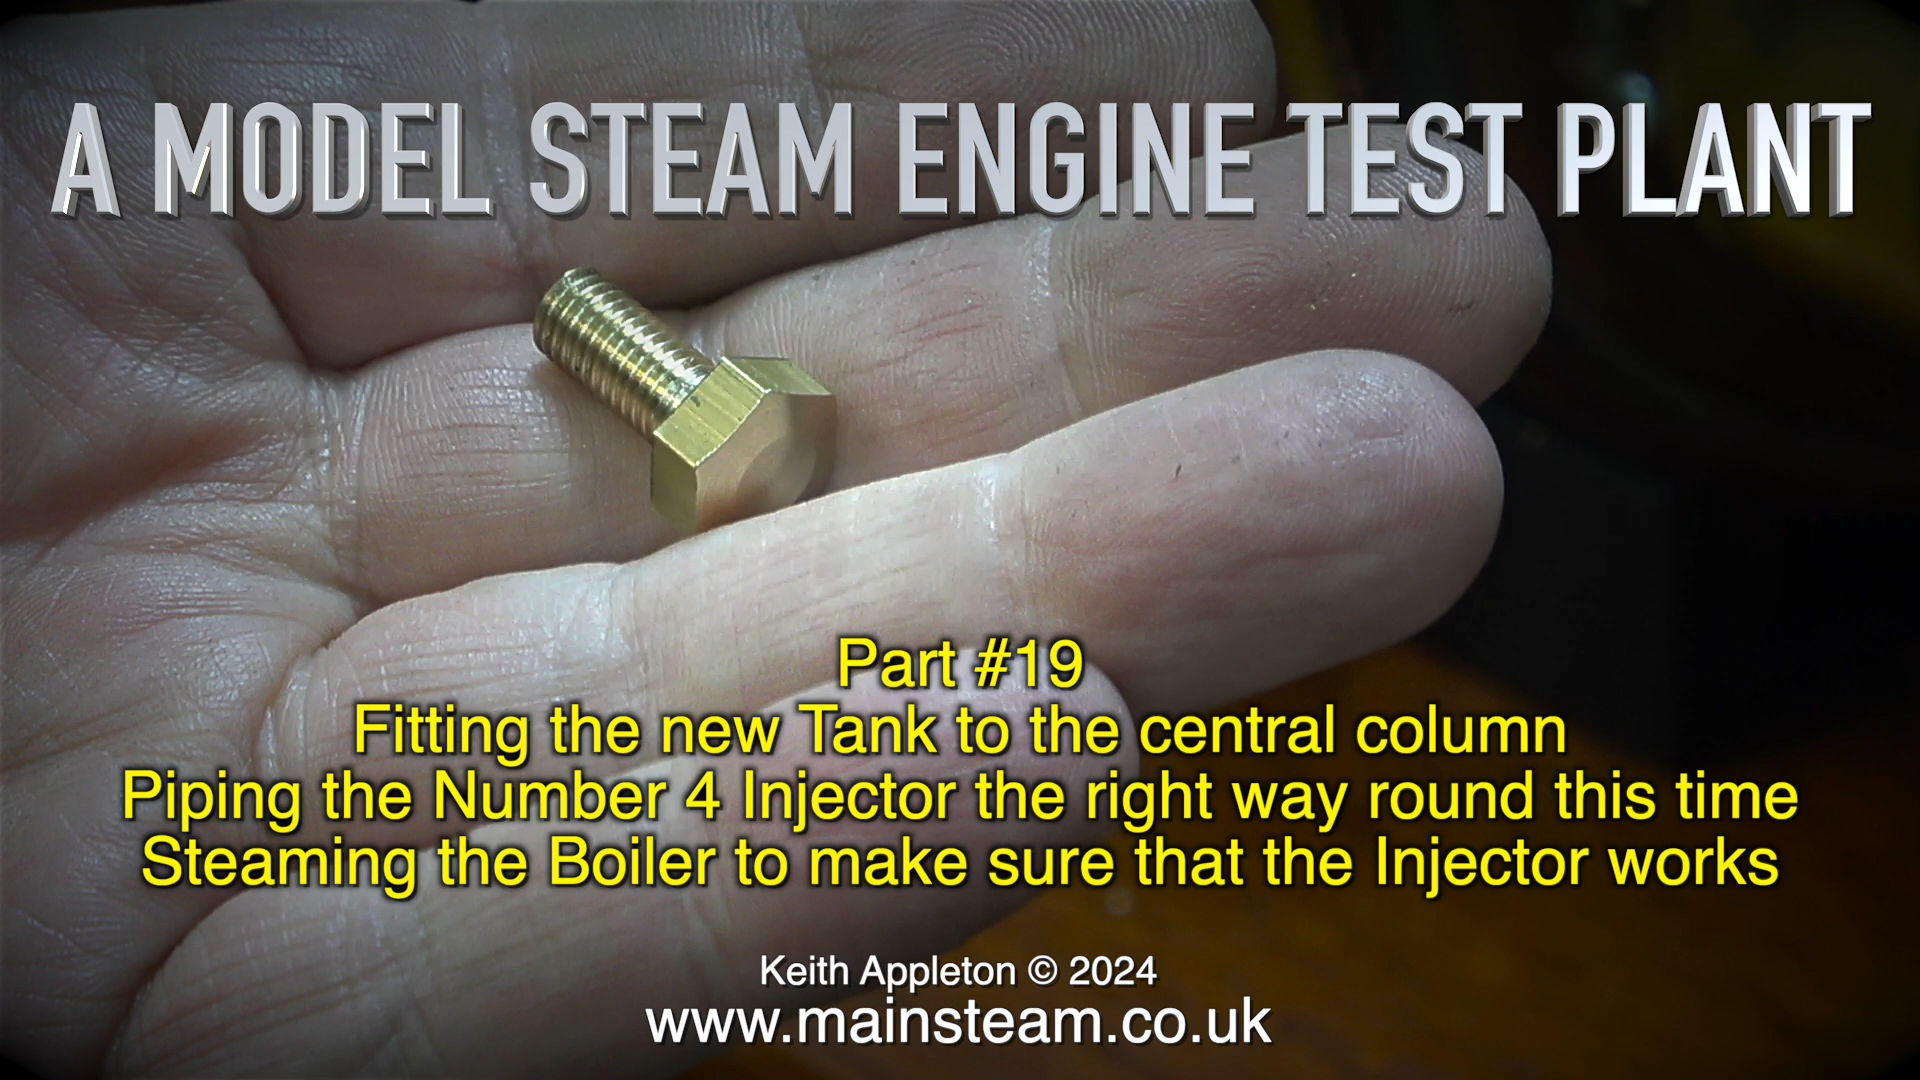 A MODEL STEAM ENGINE TEST PLANT
Part #19
Fitting the new Tank to the central column
Piping the Number 4 Injector the right way round this time
Steaming the Boiler to make sure that the Injector works
Keith Appleton © 2024
www.mainsteam.co.uk